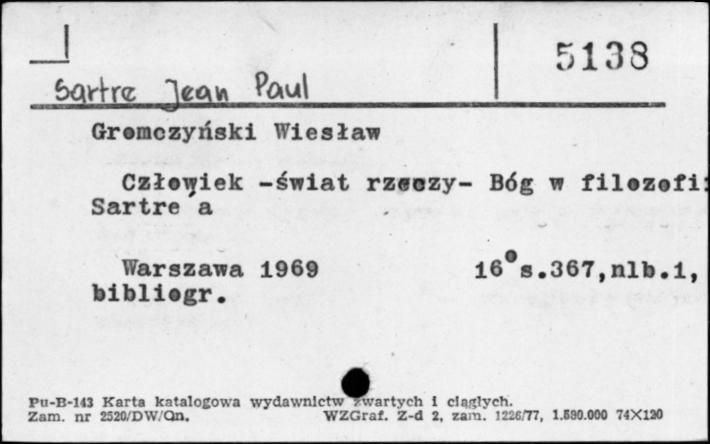 5138
Sartre Jean Paul
Gromczyński Wiesław
Człowiek -świat rzeczy- Bóg w filozofi
Sartre'a
Warszawa 1969 16° s.367,nlb.1,
bibliogr.
Pu-B-143 Karta katalogowa wydawnictw zwartych i ciągłych.
Zam. nr 2520/DW/Qn. WZGraf. Z-d 2, zam. 1226/77, 1.580.000 74X120